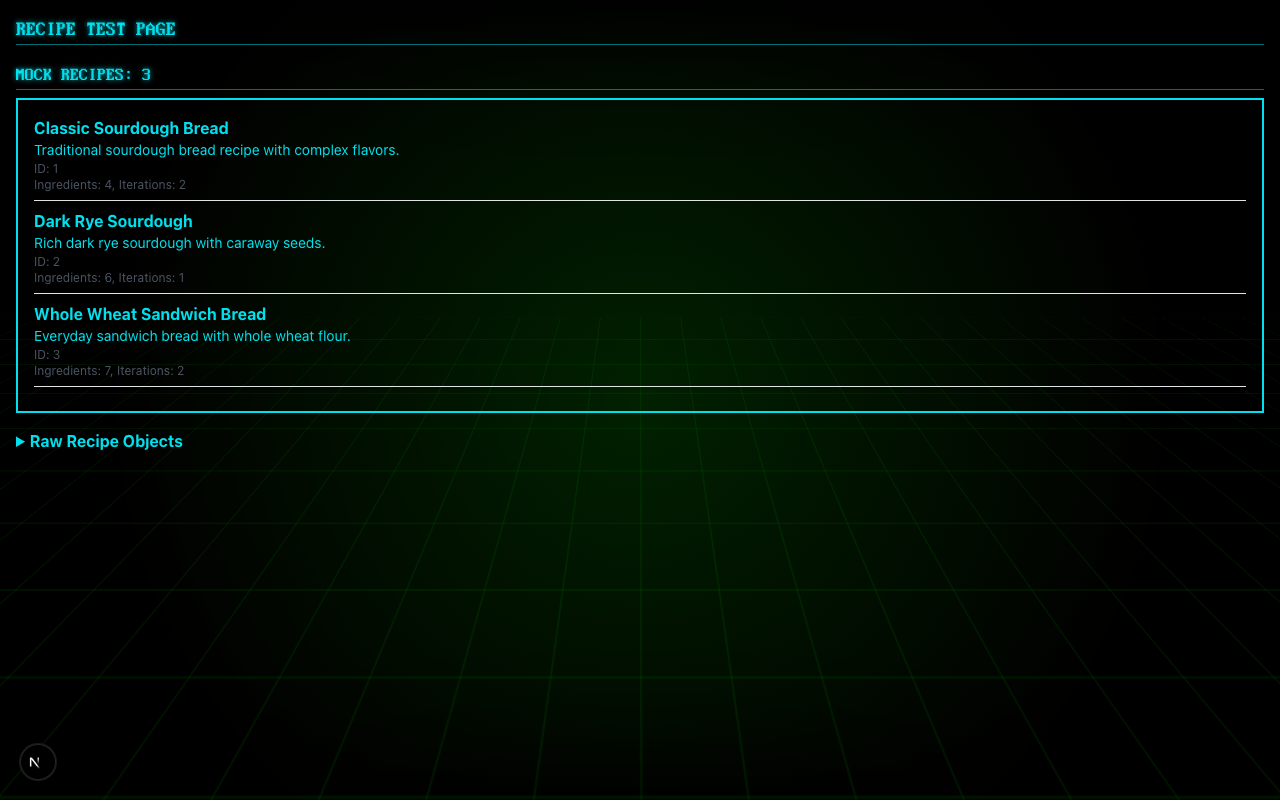 RECIPE TEST PAGE
MOCK RECIPES: 3
Classic Sourdough Bread
Traditional sourdough bread recipe with complex flavors.
ID: 1
Ingredients: 4, Iterations: 2
Dark Rye Sourdough
Rich dark rye sourdough with caraway seeds.
ID: 2
Ingredients: 6, Iterations: 1
Whole Wheat Sandwich Bread
Everyday sandwich bread with whole wheat flour.
ID: 3
Ingredients: 7, Iterations: 2
Raw Recipe Objects
N